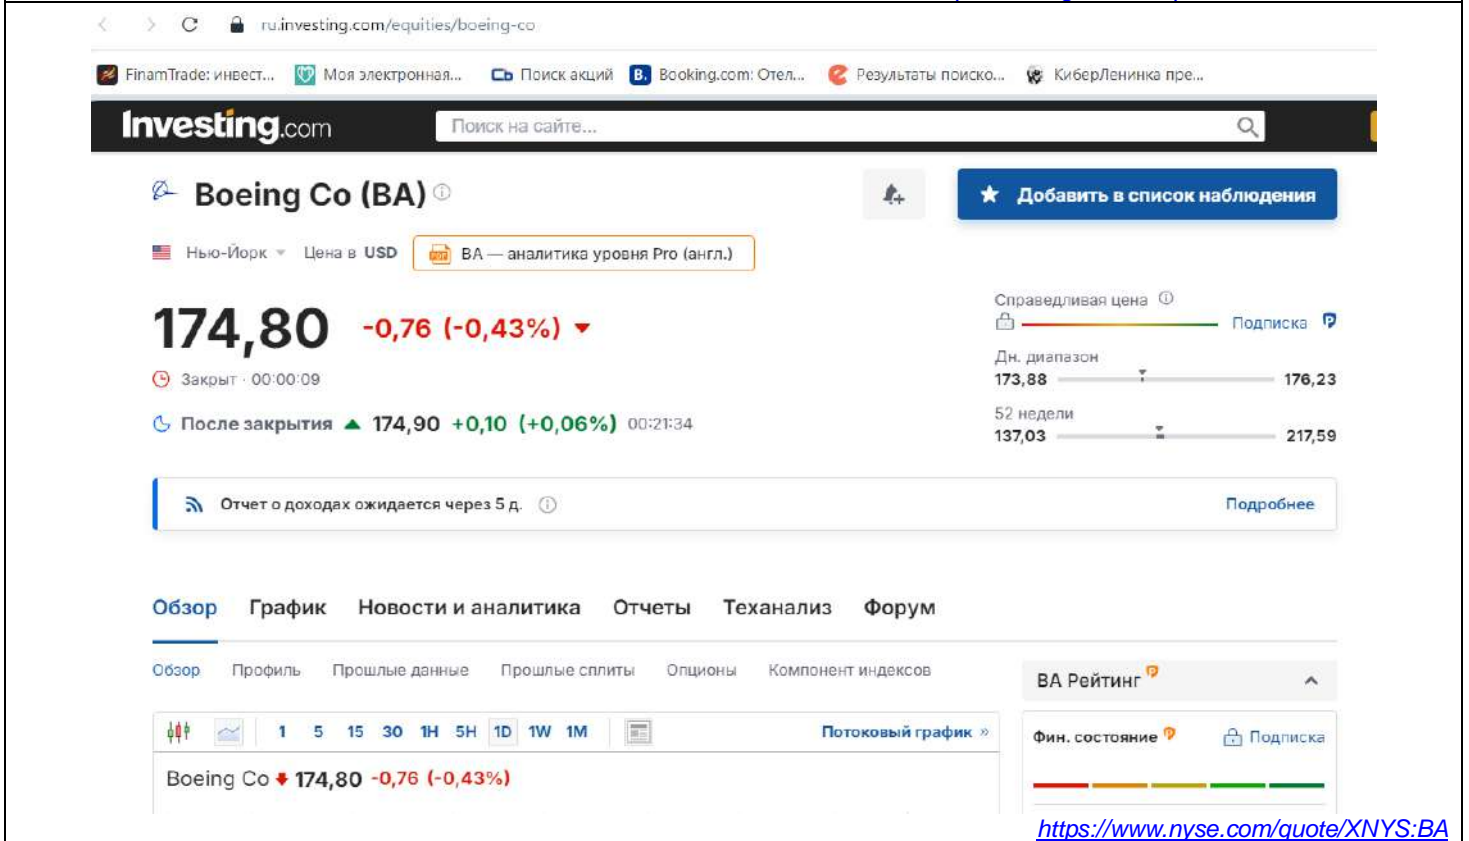 ru.investing.com/equities/boeing-co
FinamTrade: инвест... Моя электронная... Поиск акций B. Booking.com: Отел... Результаты поиско... КиберЛенинка пре...
Investing.com Поиск на сайте...
Boeing Co (BA) Добавить в список наблюдения
Нью-Йорк Цена в USD BA — аналитика уровня Pro (англ.)
Справедливая цена
174,80 -0,76 (-0,43%) Подписка
Дн. диапазон
Закрыт · 00:00:09 173,88 176,23
52 недели
После закрытия 174,90 +0,10 (+0,06%) 00:21:34
137,03 217,59
Отчет о доходах ожидается через 5 д. Подробнее
Обзор График Новости и аналитика Отчеты Теханализ Форум
Обзор Профиль Прошлые данные Прошлые сплиты Опционы Компонент индексов
BA Рейтинг
1 5 15 30 1H 5H 1D 1W 1M Потоковый график »
Фин. состояние Подписка
Boeing Co 174,80 -0,76 (-0,43%)
https://www.nyse.com/quote/XNYS:BA